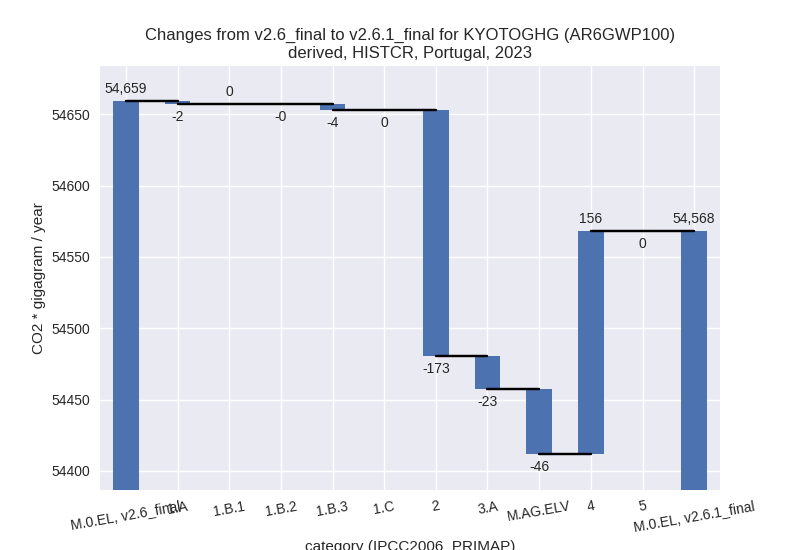 Changes from v2.6_final to v2.6.1_final for KYOTOGHG (AR6GWP100)
derived, HISTCR, Portugal, 2023
CO2 * gigagram / year
54650
54600
54550
54500
54450
54400
54,659
-2
0
-0
-4
0
-173
-23
-46
156
0
54,568
M.0.EL, v2.6_final
1.A
1.B.1
1.B.2
1.B.3
1.C
2
3.A
M.AG.ELV
4
5
M.0.EL, v2.6.1_final
category (IPCC2006_PRIMAP)